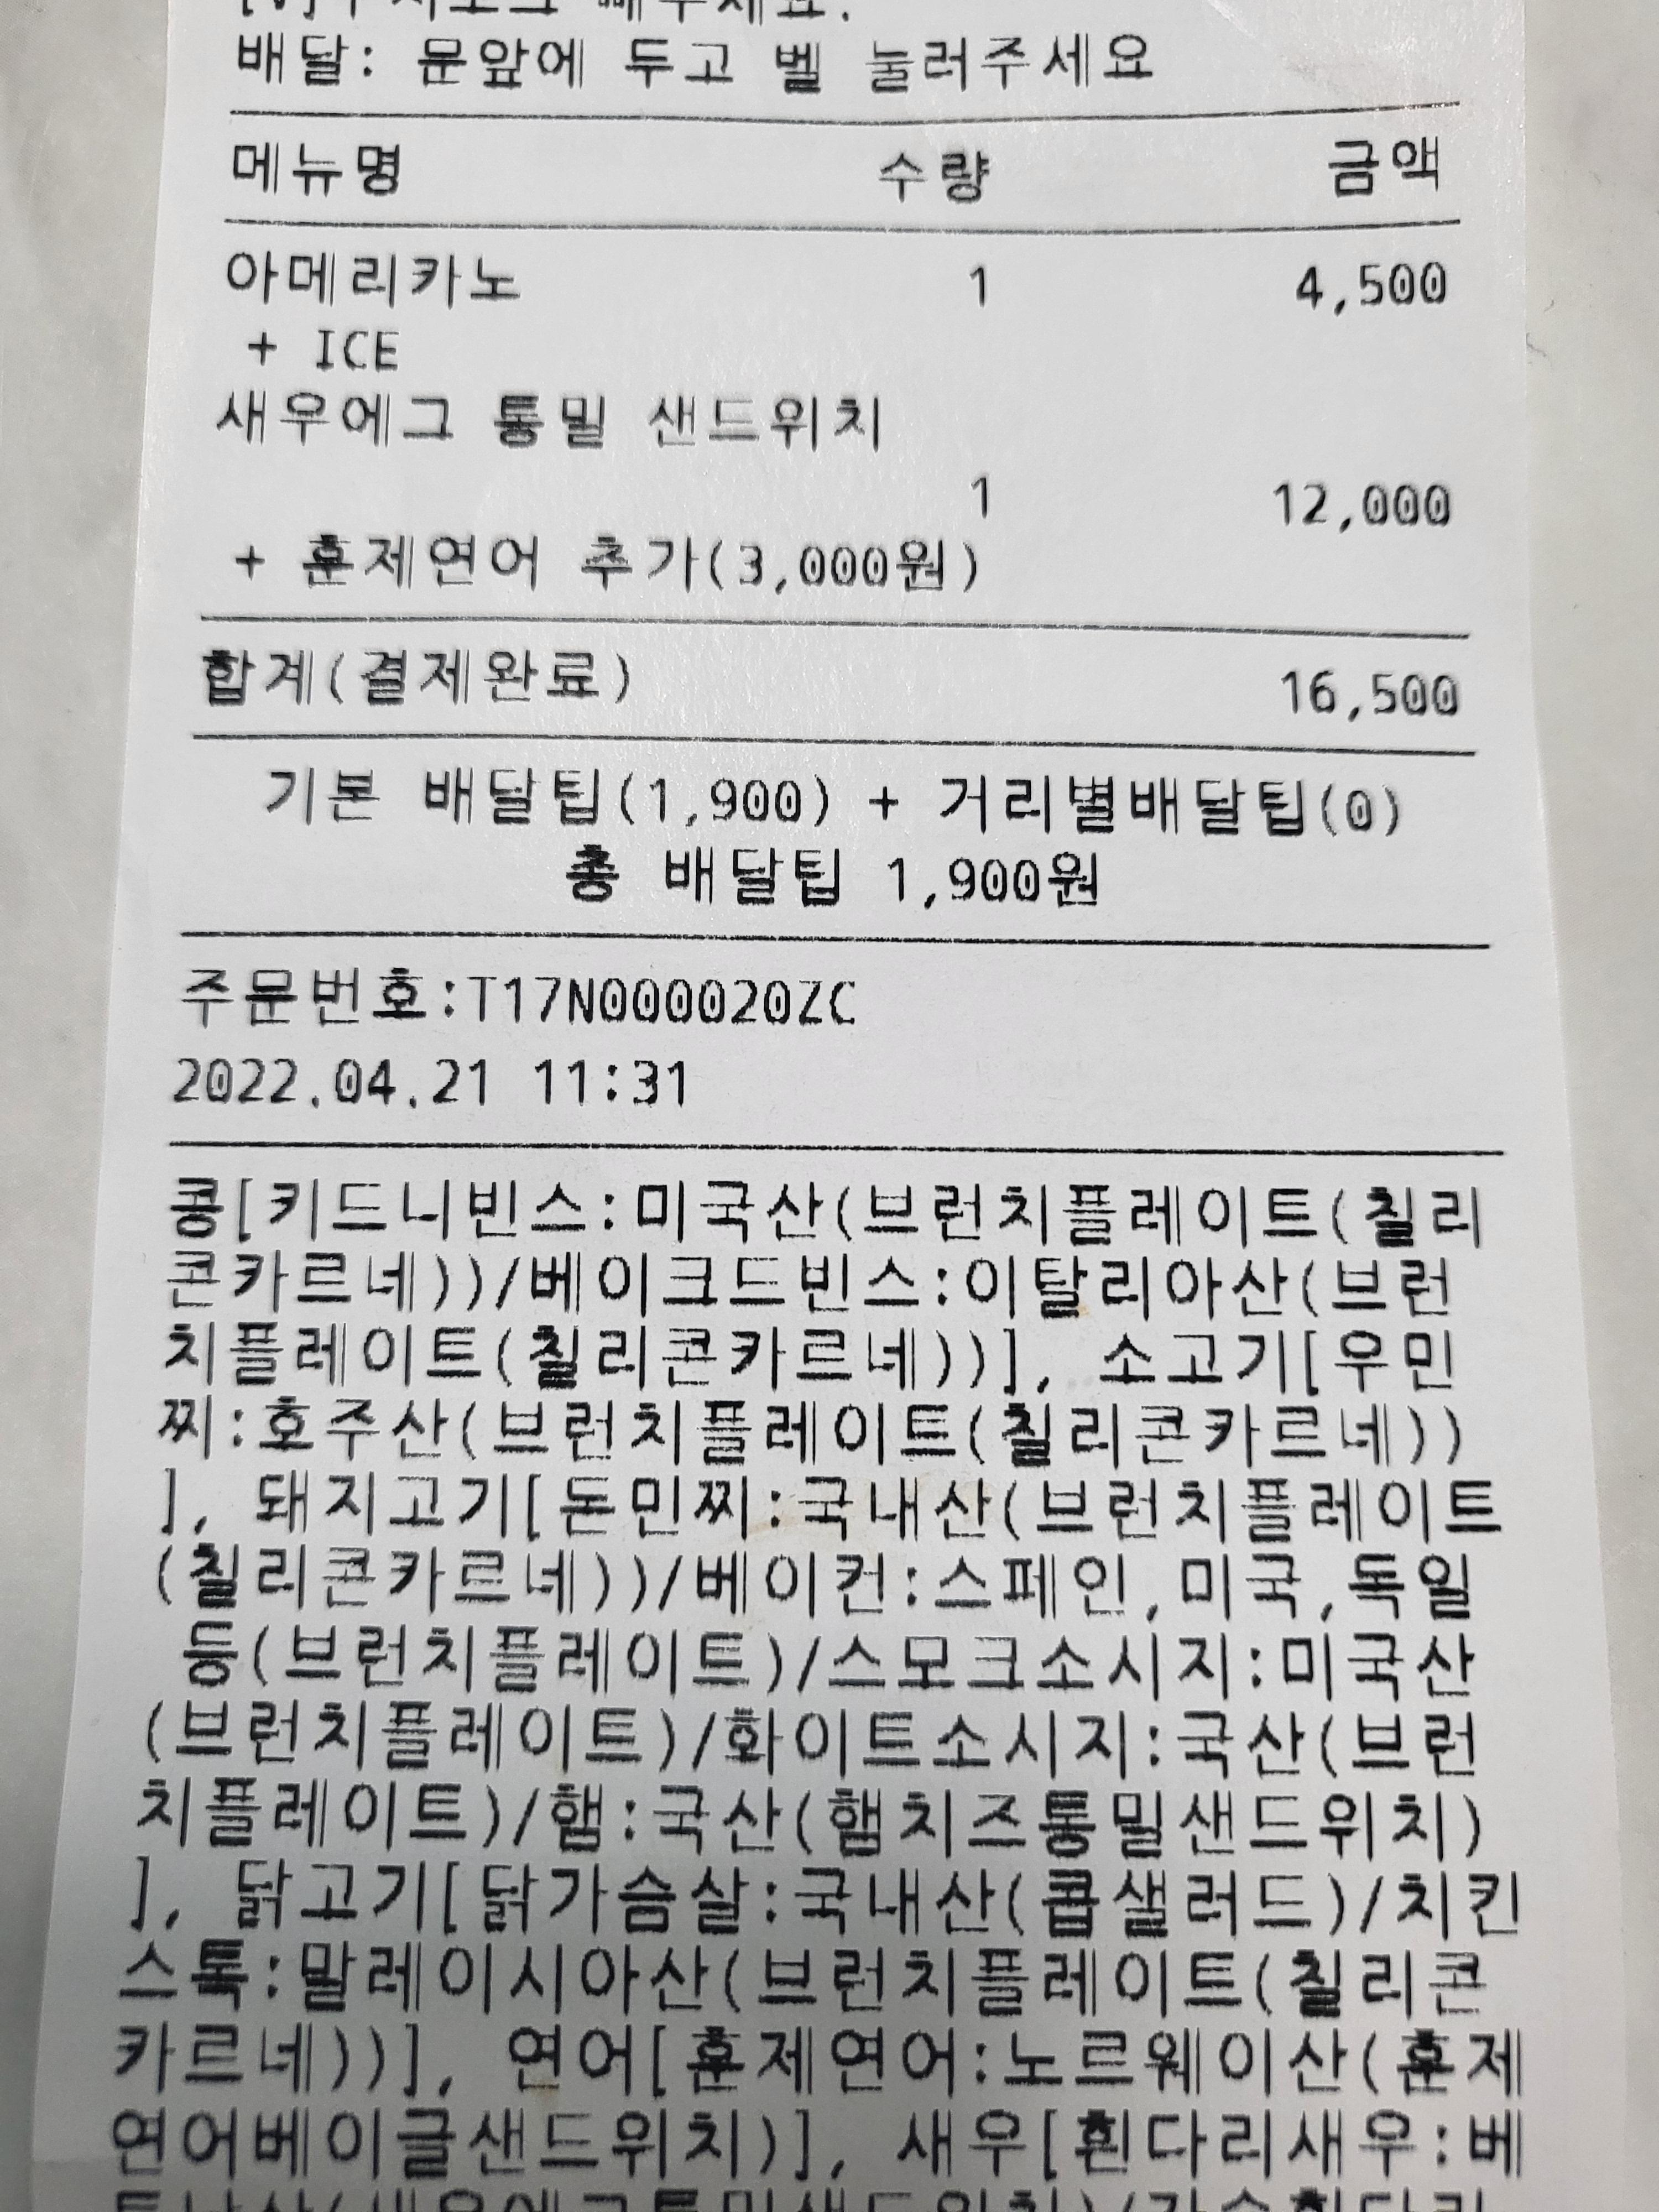 배달: 문앞에 두고 벨 눌러주세요
메뉴명 수량 금액
아메리카노 1 4,500
+ ICE
새우에그 통밀 샌드위치
1 12,000
+ 훈제연어 추가(3,000원)
합계(결제완료) 16,500
기본 배달팁(1,900) + 거리별배달팁(0)
총 배달팁 1,900원
주문번호:T17N000020ZC
2022.04.21 11:31
콩[키드니빈스:미국산(브런치플레이트(칠리
콘카르네))/베이크드빈스:이탈리아산(브런
치플레이트(칠리콘카르네))], 소고기[우민
찌:호주산(브런치플레이트(칠리콘카르네))
], 돼지고기[돈민찌:국내산(브런치플레이트
(칠리콘카르네))/베이컨:스페인,미국,독일
등(브런치플레이트)/스모크소시지:미국산
(브런치플레이트)/화이트소시지:국산(브런
치플레이트)/햄:국산(햄치즈통밀샌드위치)
], 닭고기[닭가슴살:국내산(콥샐러드)/치킨
스톡:말레이시아산(브런치플레이트(칠리콘
카르네))], 연어[훈제연어:노르웨이산(훈제
연어베이글샌드위치)], 새우[흰다리새우:베